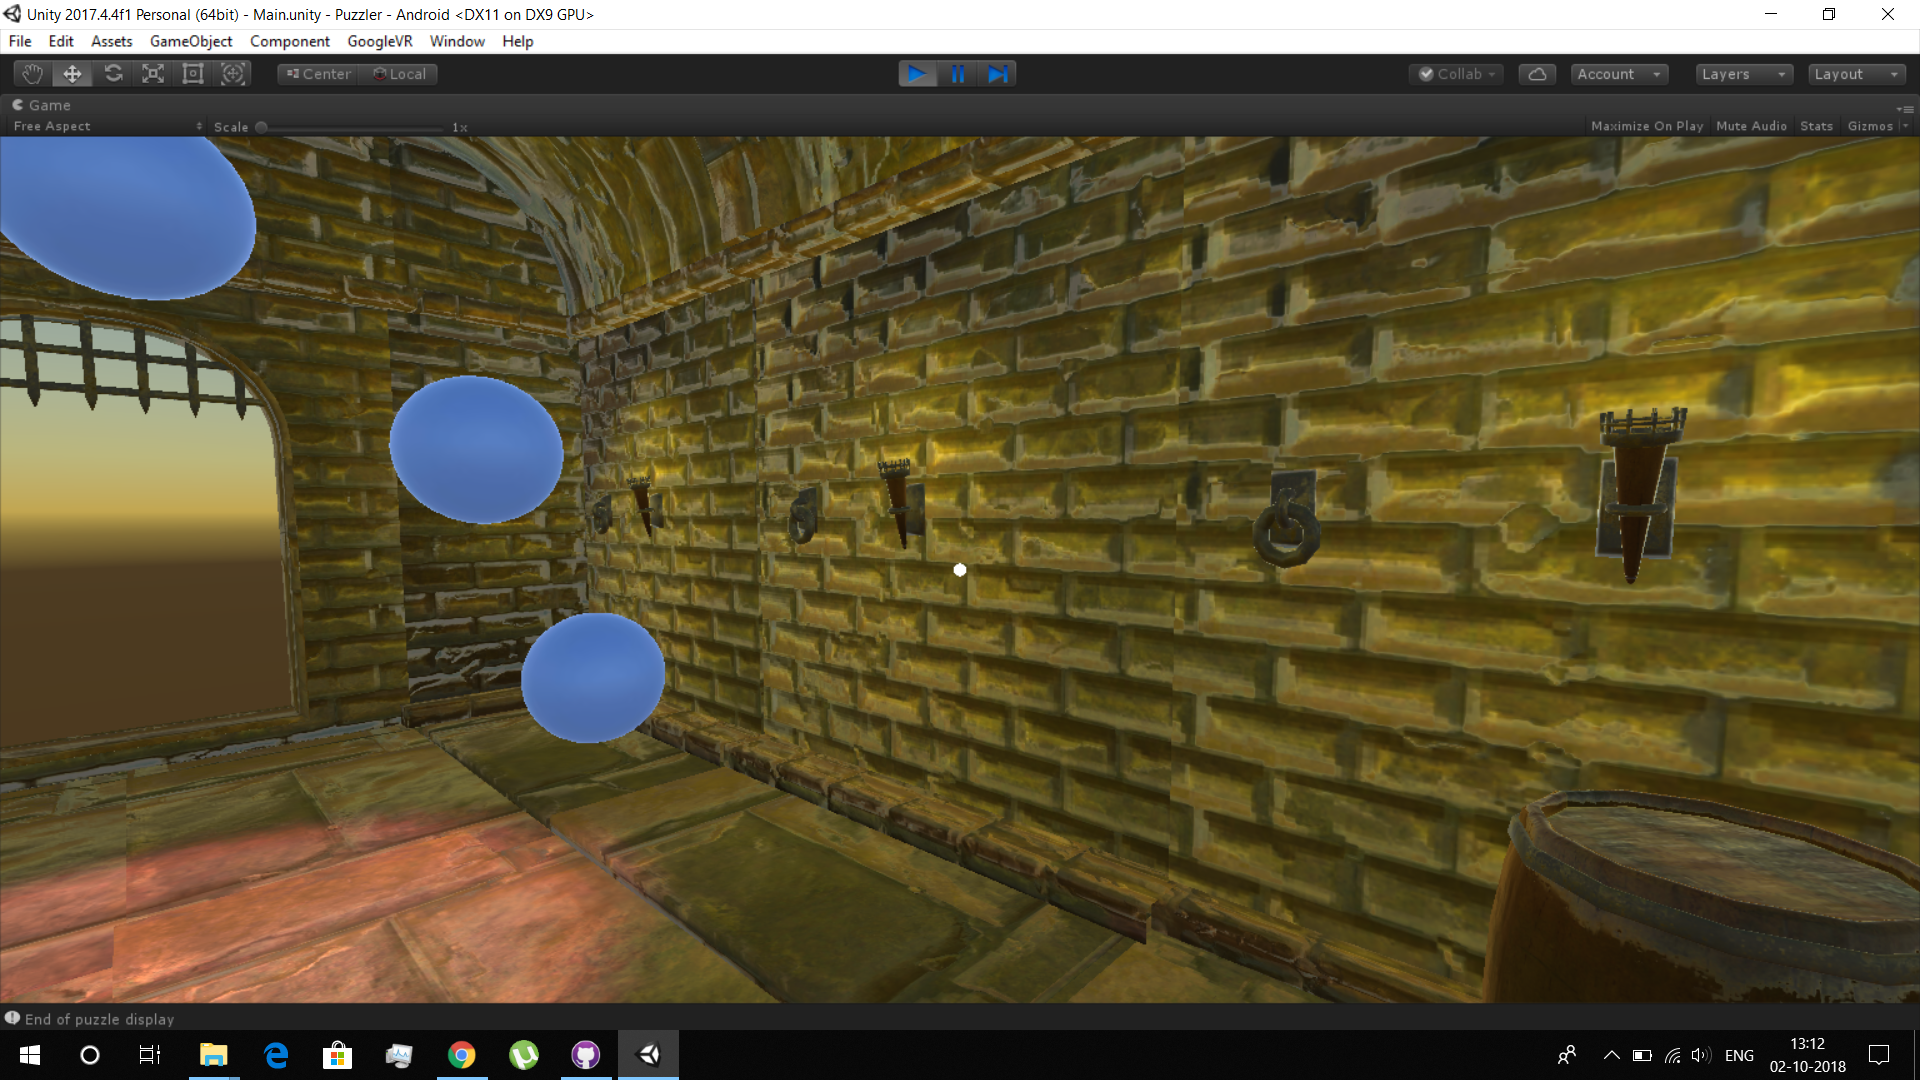 Unity 2017.4.4f1 Personal (64bit) - Main.unity - Puzzler - Android <DX11 on DX9 GPU>
File Edit Assets GameObject Component GoogleVR Window Help
Center Local Collab Account Layers Layout
Game
Free Aspect Scale 1x Maximize On Play Mute Audio Stats Gizmos
End of puzzle display
13:12
ENG
02-10-2018